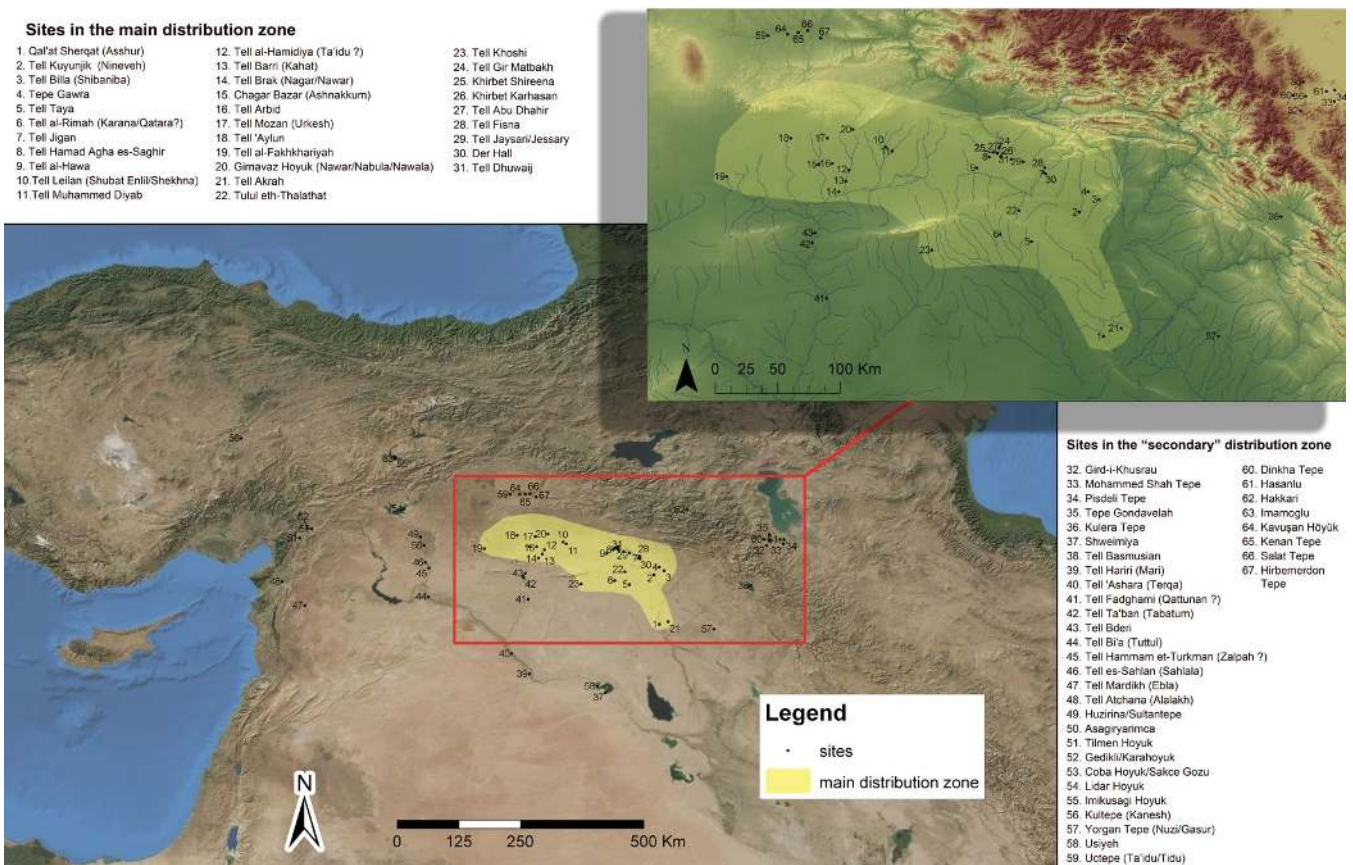 Sites in the main distribution zone
1. Qal'at Sherqat (Asshur)
2. Tell Kuyunjik (Nineveh)
3. Tell Billa (Shibaniba)
4. Tepe Gawra
5. Tell Taya
6. Tell al-Rimah (Karana/Qatara?)
7. Tell Jigan
8. Tell Hamad Agha es-Saghir
9. Tell al-Hawa
10. Tell Leilan (Shubat Enlil/Shekhna)
11. Tell Muhammed Diyab
12. Tell al-Hamidiya (Ta'idu ?)
13. Tell Barri (Kahat)
14. Tell Brak (Nagar/Nawar)
15. Chagar Bazar (Ashnakkum)
16. Tell Arbid
17. Tell Mozan (Urkesh)
18. Tell 'Aylun
19. Tell al-Fakhkhariyah
20. Girnavaz Hoyuk (Nawar/Nabula/Nawala)
21. Tell Akrah
22. Tulul eth-Thalathat
23. Tell Khoshi
24. Tell Gir Matbakh
25. Khirbet Shireena
26. Khirbet Karhasan
27. Tell Abu Dhahir
28. Tell Fisna
29. Tell Jaysari/Jessary
30. Der Hall
31. Tell Dhuwaij
N
0 25 50 100 Km
Sites in the "secondary" distribution zone
32. Gird-i-Khusrau
33. Mohammed Shah Tepe
34. Pisdeli Tepe
35. Tepe Gondavelah
36. Kulera Tepe
37. Shweimiya
38. Tell Basmusian
39. Tell Hariri (Mari)
40. Tell 'Ashara (Terqa)
41. Tell Fadghami (Qattunan ?)
42. Tell Ta'ban (Tabatum)
43. Tell Bderi
44. Tell Bi'a (Tuttul)
45. Tell Hammam et-Turkman (Zalpah ?)
46. Tell es-Sahlan (Sahlala)
47. Tell Mardikh (Ebla)
48. Tell Atchana (Alalakh)
49. Huzirina/Sultantepe
50. Asagiryarimca
51. Tilmen Hoyuk
52. Gedikli/Karahoyuk
53. Coba Hoyuk/Sakce Gozu
54. Lidar Hoyuk
55. Imikusagi Hoyuk
56. Kultepe (Kanesh)
57. Yorgan Tepe (Nuzi/Gasur)
58. Usiyeh
59. Uctepe (Ta'idu/Tidu)
60. Dinkha Tepe
61. Hasanlu
62. Hakkari
63. Imamoglu
64. Kavuşan Höyük
65. Kenan Tepe
66. Salat Tepe
67. Hirbemerdon
Tepe
Legend
sites
main distribution zone
N
0 125 250 500 Km